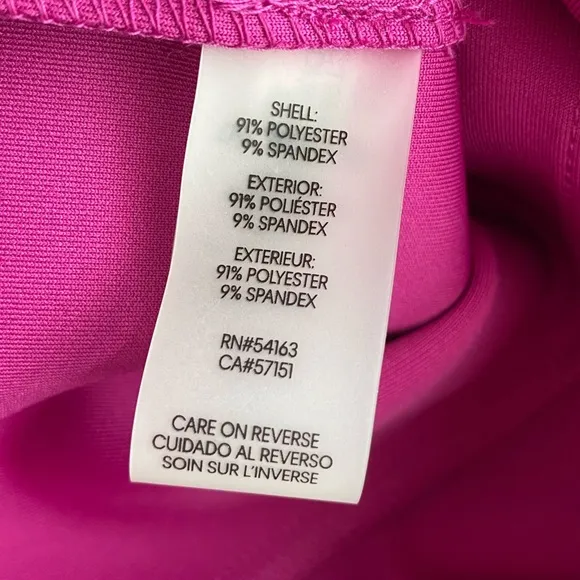 SHELL:
91% POLYESTER
9% SPANDEX
EXTERIOR:
91% POLIÉSTER
9% SPANDEX
EXTERIEUR:
91% POLYESTER
9% SPANDEX
RN#54163
CA#57151
CARE ON REVERSE
CUIDADO AL REVERSO
SOIN SUR L'INVERSE